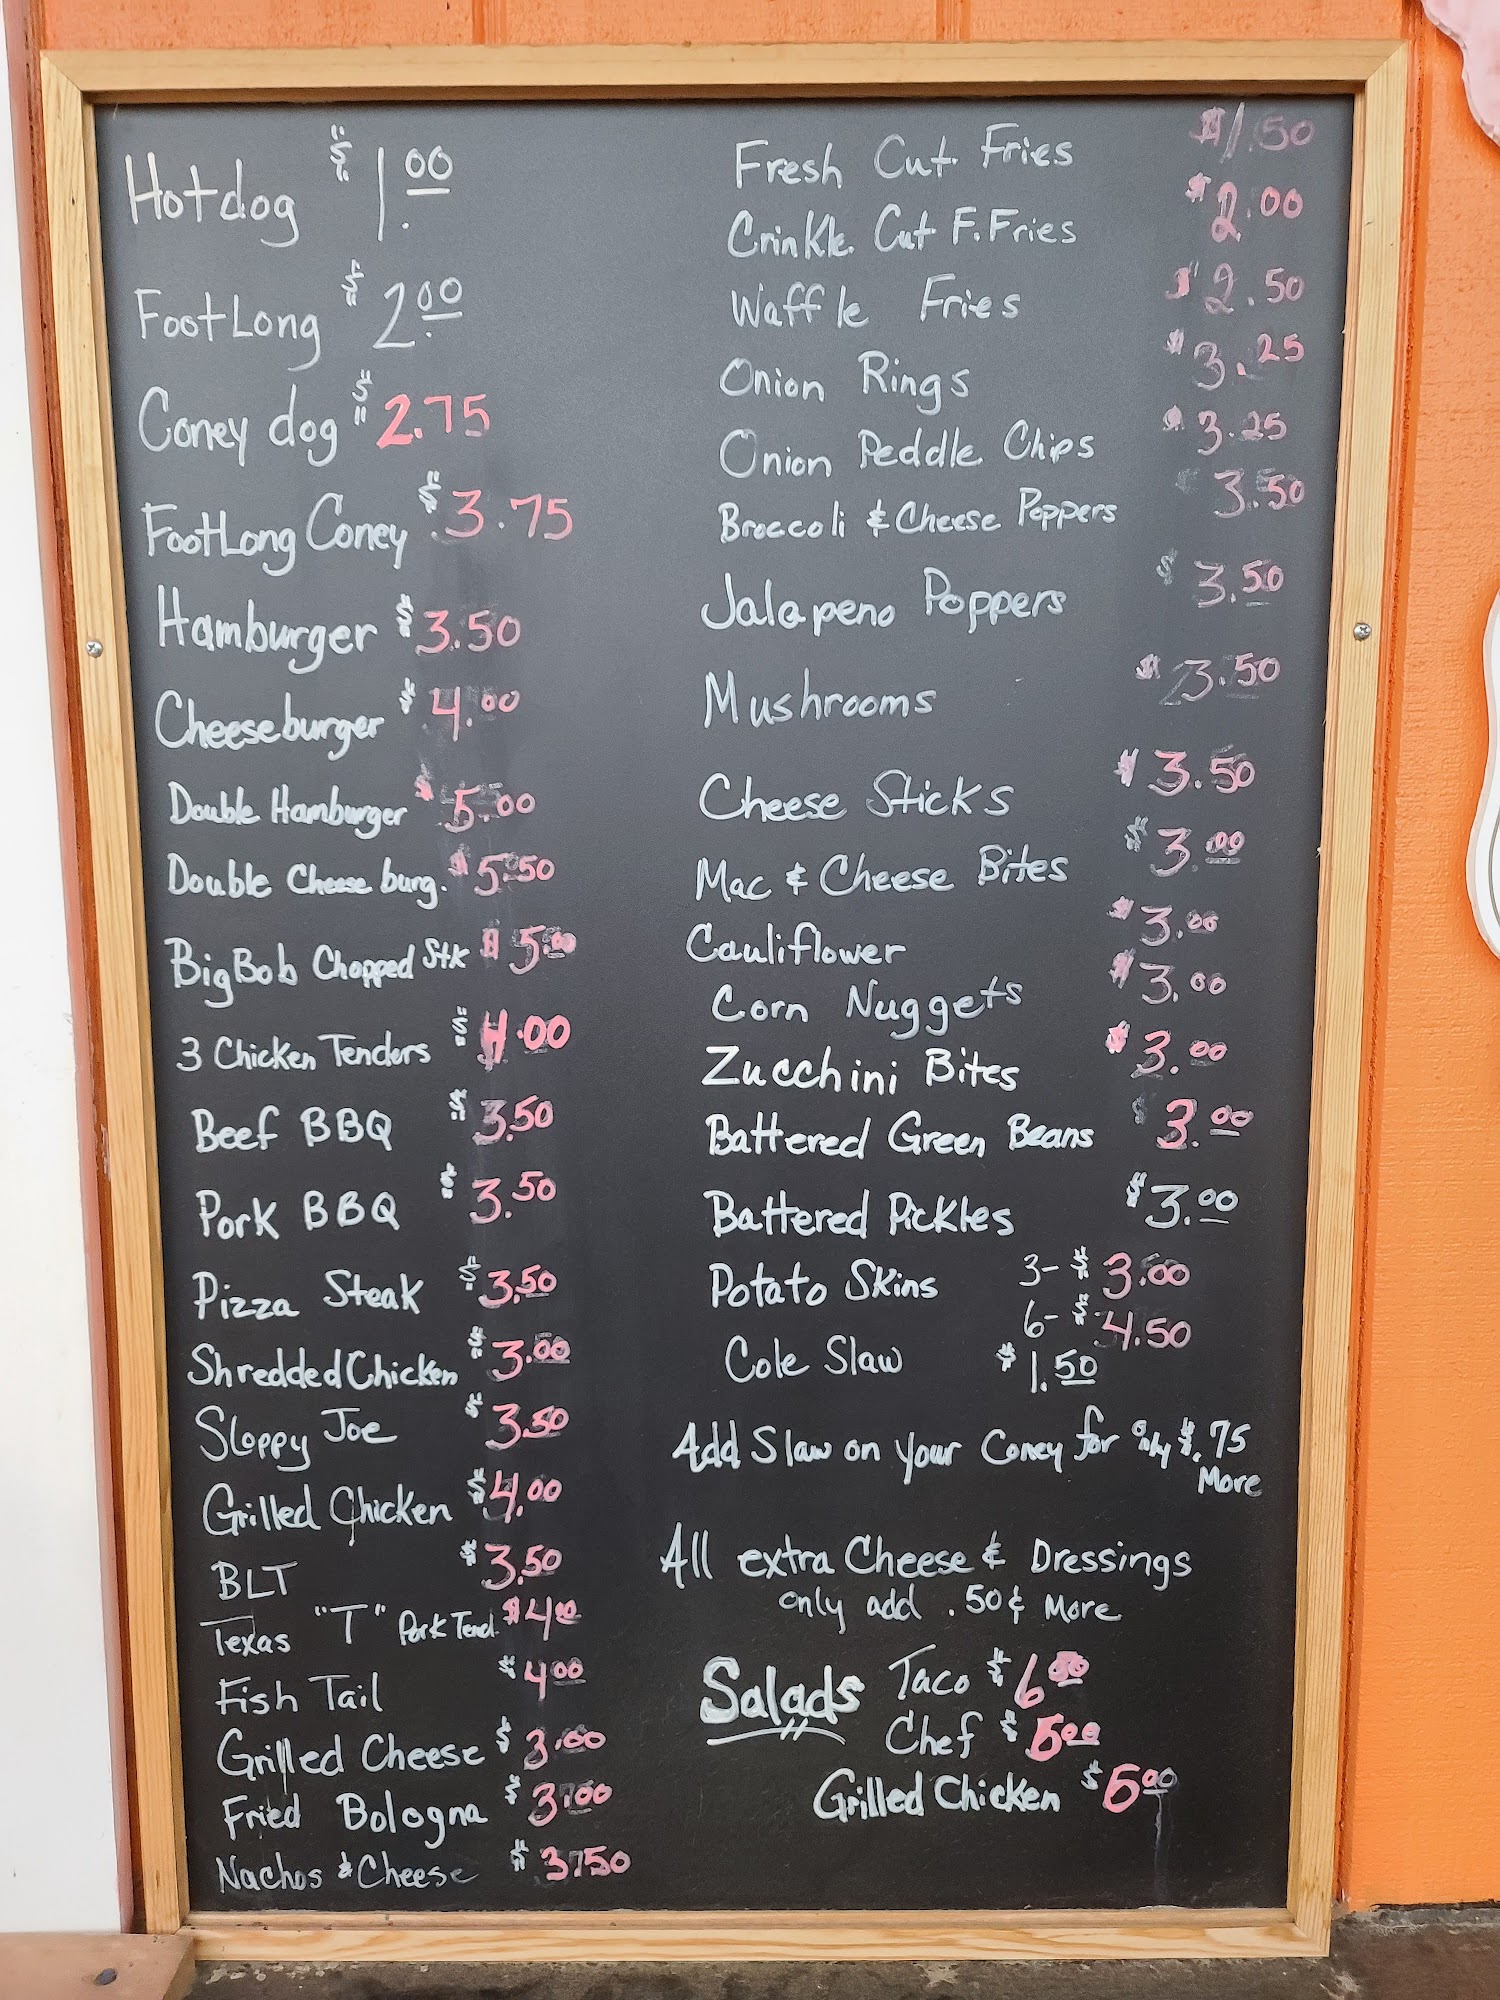 Hotdog $1.00
FootLong $2.00
Coney dog $2.75
FootLong Coney $3.75
Hamburger $3.50
Cheeseburger $4.00
Double Hamburger $5.00
Double Cheese burg. $5.50
BigBob Chopped Stk $5.00
3 Chicken Tenders $4.00
Beef BBQ $3.50
Pork BBQ $3.50
Pizza Steak $3.50
Shredded Chicken $3.00
Sloppy Joe $3.50
Grilled Chicken $4.00
BLT $3.50
Texas "T" Pork Tend. $4.00
Fish Tail $4.00
Grilled Cheese $3.00
Fried Bologna $3.00
Nachos & Cheese $3.50
Fresh Cut Fries $1.50
Crinkle Cut F.Fries $2.00
Waffle Fries $2.50
Onion Rings $3.25
Onion Peddle Chips $3.25
Broccoli & Cheese Poppers $3.50
Jalapeno Poppers $3.50
Mushrooms $3.50
Cheese Sticks $3.50
Mac & Cheese Bites $3.00
Cauliflower $3.00
Corn Nuggets $3.00
Zucchini Bites $3.00
Battered Green Beans $3.00
Battered Pickles $3.00
Potato Skins 3- $3.00
6- $4.50
Cole Slaw $1.50
Add Slaw on your Coney for only $.75
More
All extra Cheese & Dressings
only add .50¢ More
Salads Taco $6.00
Chef $5.00
Grilled Chicken $6.00